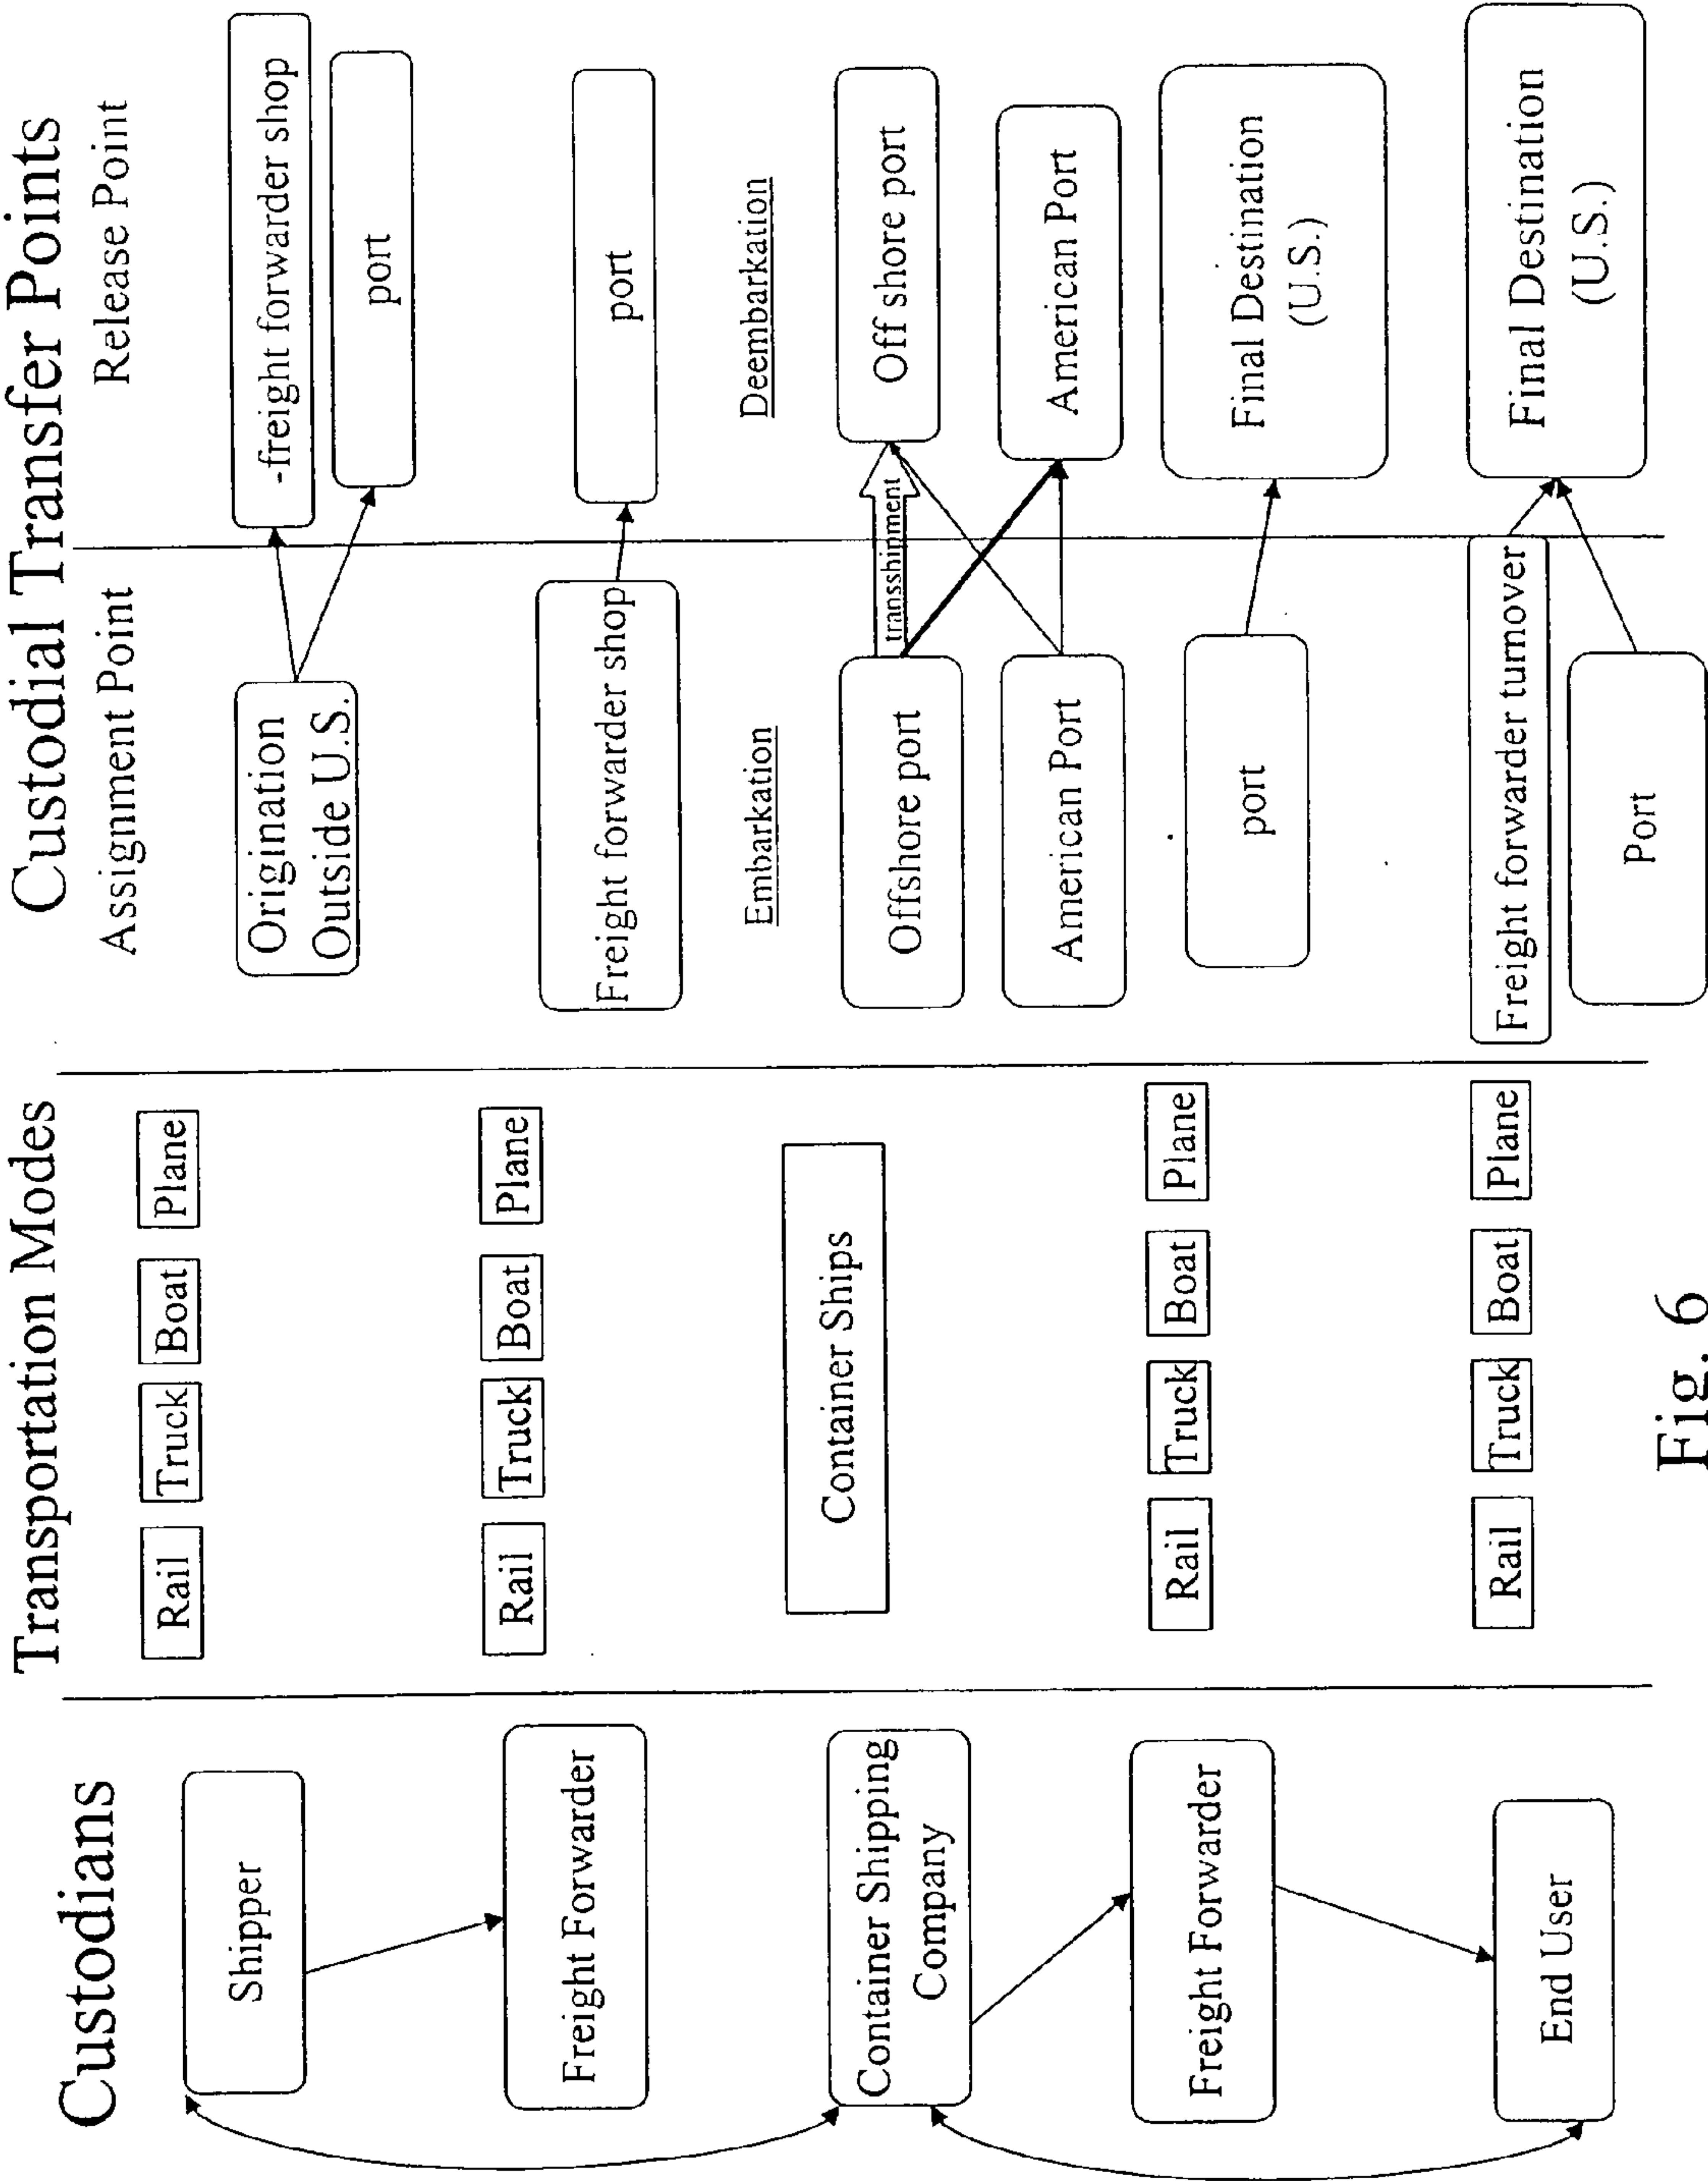 Custodians
Transportation Modes
Custodial Transfer Points
Assignment Point
Release Point
Shipper
Rail
Truck
Boat
Plane
Origination
Outside U.S.
-freight forwarder shop
port
Freight Forwarder
Rail
Truck
Boat
Plane
Freight forwarder shop
port
Embarkation
Deembarkation
Container Shipping
Company
Container Ships
Offshore port
transshipment
Off shore port
American Port
American Port
Freight Forwarder
Rail
Truck
Boat
Plane
port
Final Destination
(U.S.)
End User
Rail
Truck
Boat
Plane
Freight forwarder turnover
Port
Final Destination
(U.S.)
Fig. 6